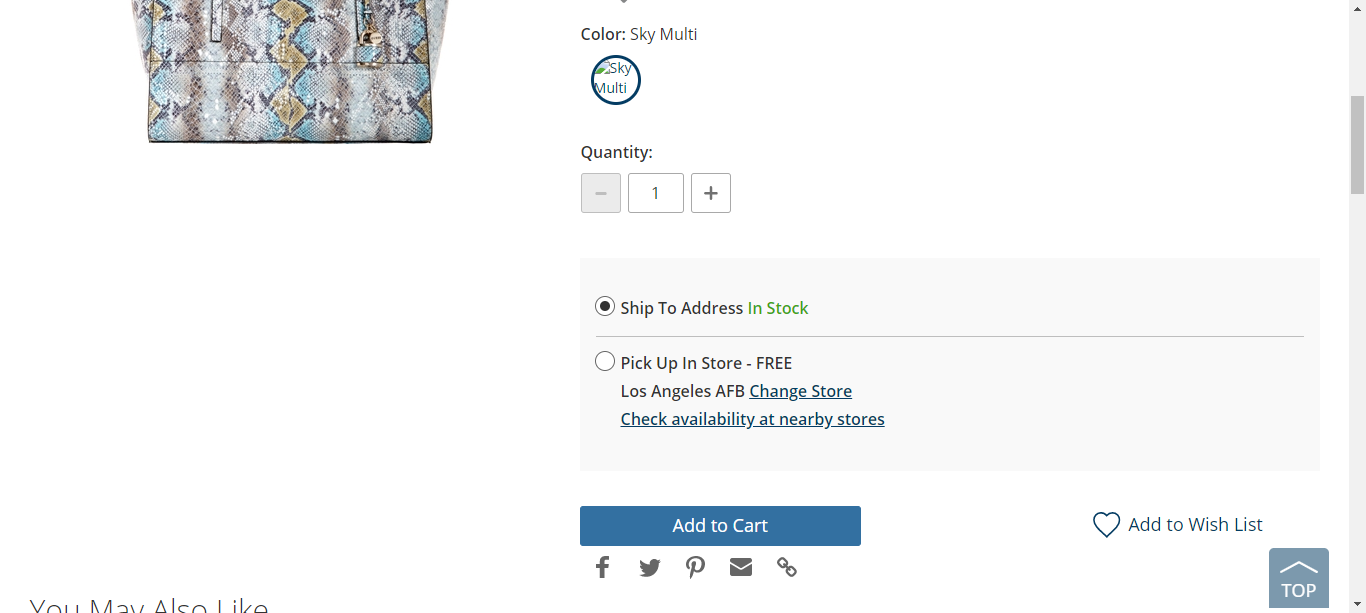 Color: Sky Multi
Sky
Multi
Quantity:
− 1 +
Ship To Address In Stock
Pick Up In Store - FREE
Los Angeles AFB Change Store
Check availability at nearby stores
Add to Cart
Add to Wish List
TOP
You May Also Like